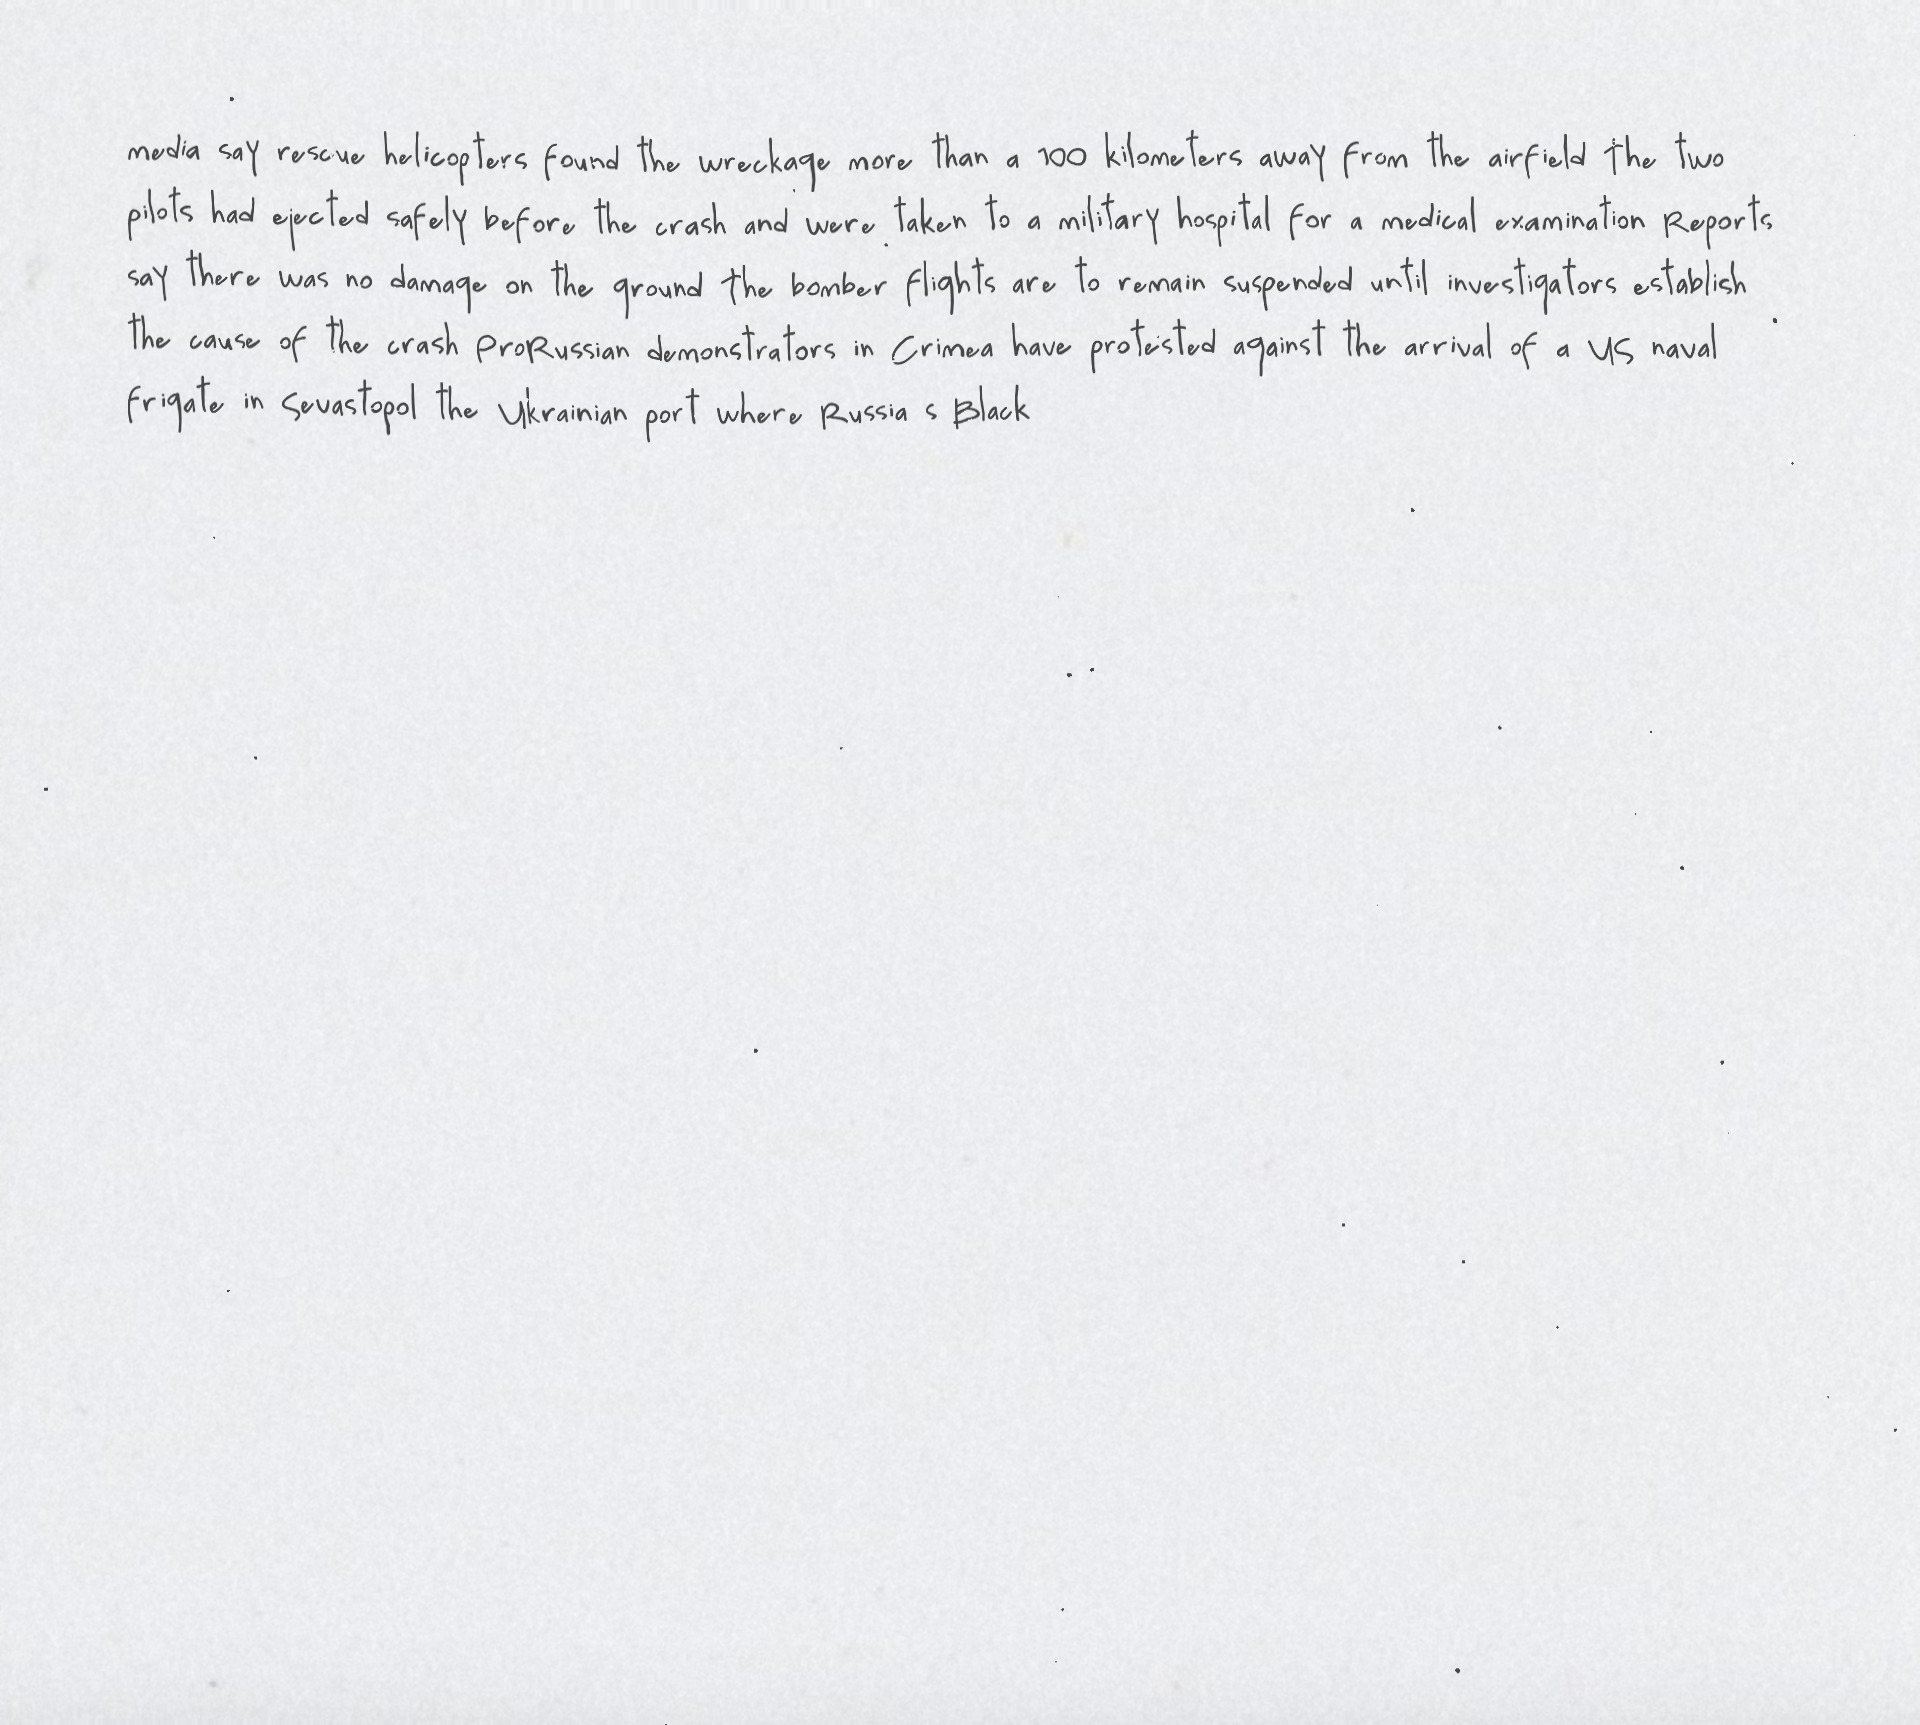 media say rescue helicopters found the wreckage more than a 100 kilometers away from the airfield The two
pilots had ejected safely before the crash and were taken to a military hospital for a medical examination Reports
say there was no damage on the ground The bomber flights are to remain suspended until investigators establish
the cause of the crash ProRussian demonstrators in Crimea have protested against the arrival of a US naval
frigate in Sevastopol the Ukrainian port where Russia s Black